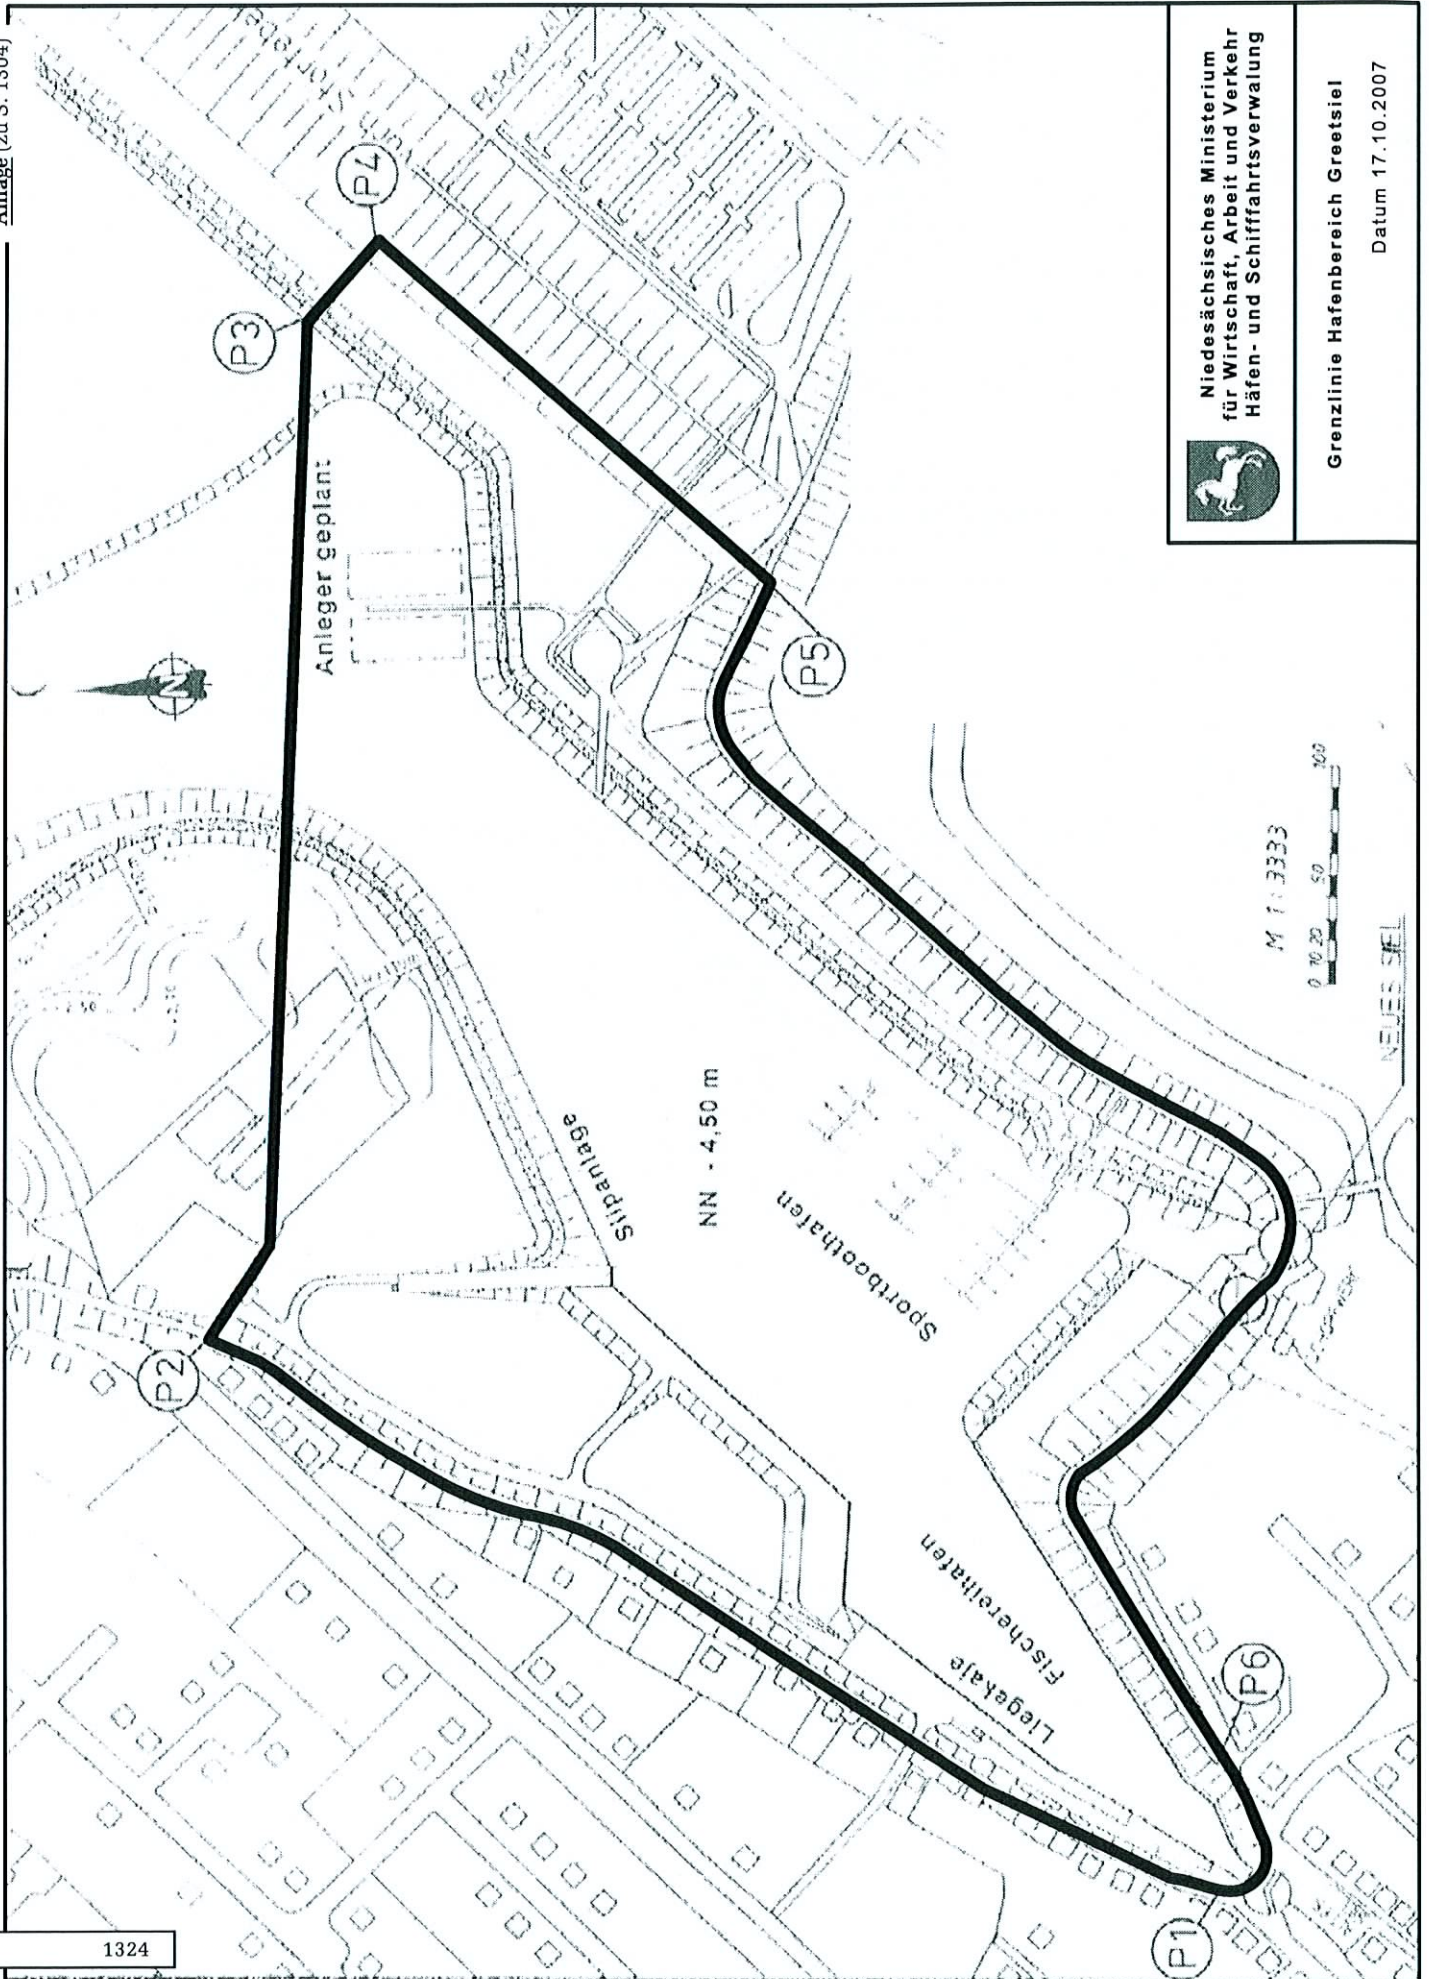 Anlage (zu S. 1304)
Niedesächsisches Ministerium
für Wirtschaft, Arbeit und Verkehr
Häfen- und Schifffahrtsverwalung
Grenzlinie Hafenbereich Greetsiel
Datum 17.10.2007
P4
P3
Anleger geplant
N
P5
M 1: 3333
0 10 20 50 100
NEUES SIEL
Slipanlage
NN - 4,50 m
Sportboothafen
P2
Fischereihafen
Liegekaje
P6
P1
1324